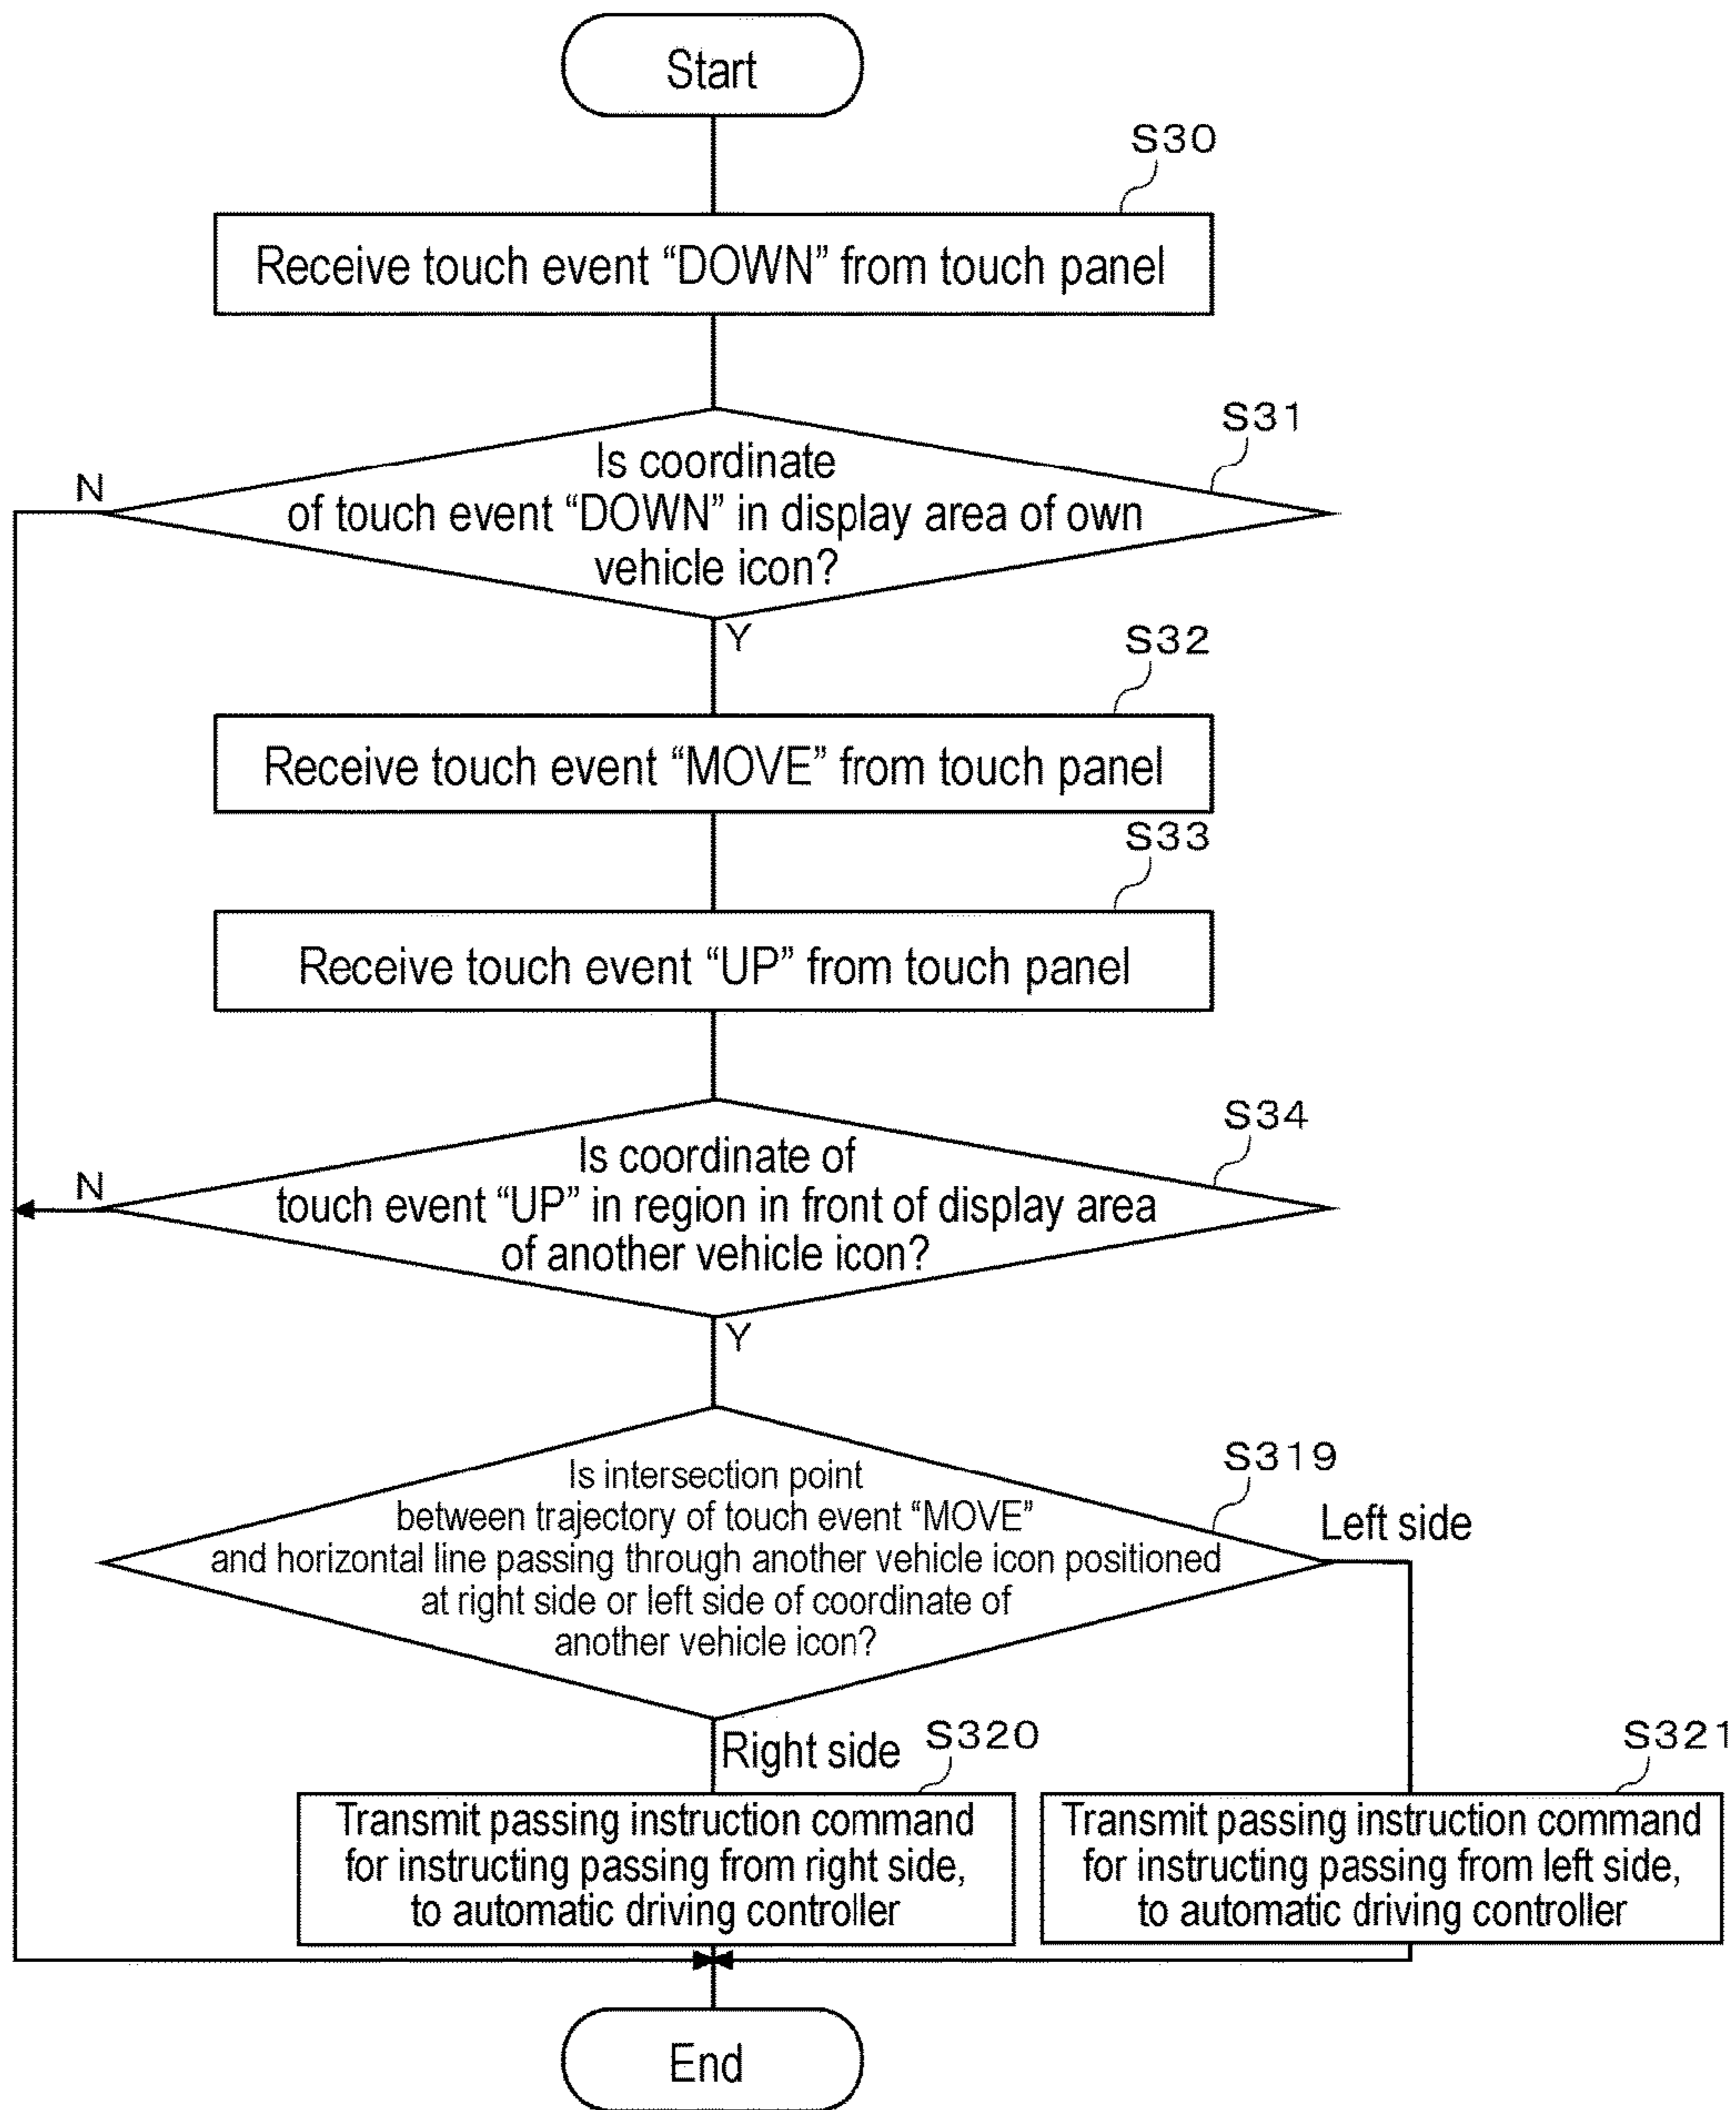 Start
S30
Receive touch event “DOWN” from touch panel
S31
Is coordinate
of touch event “DOWN” in display area of own
vehicle icon?
N
Y
S32
Receive touch event “MOVE” from touch panel
S33
Receive touch event “UP” from touch panel
S34
Is coordinate of
touch event “UP” in region in front of display area
of another vehicle icon?
N
Y
S319
Is intersection point
between trajectory of touch event “MOVE”
and horizontal line passing through another vehicle icon positioned
at right side or left side of coordinate of
another vehicle icon?
Left side
Right side
S320
Transmit passing instruction command
for instructing passing from right side,
to automatic driving controller
S321
Transmit passing instruction command
for instructing passing from left side,
to automatic driving controller
End